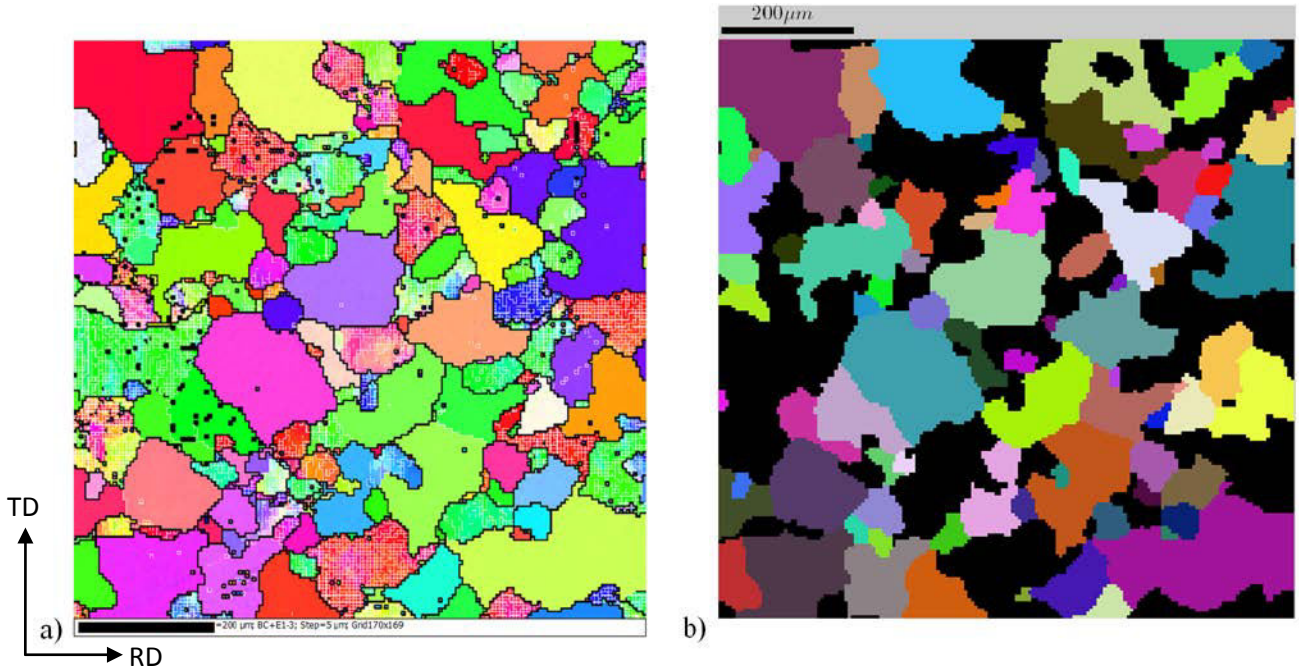 200μm
TD
a)
=200 μm; BC+E1-3; Step=5 μm; Grid170x169
b)
RD